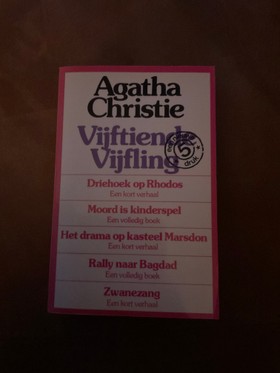 Agatha
Christie
Vijftiende
Vijfling
5e
druk
Driehoek op Rhodos
Een kort verhaal
Moord is kinderspel
Een volledig boek
Het drama op kasteel Marsdon
Een kort verhaal
Rally naar Bagdad
Een volledig boek
Zwanezang
Een kort verhaal